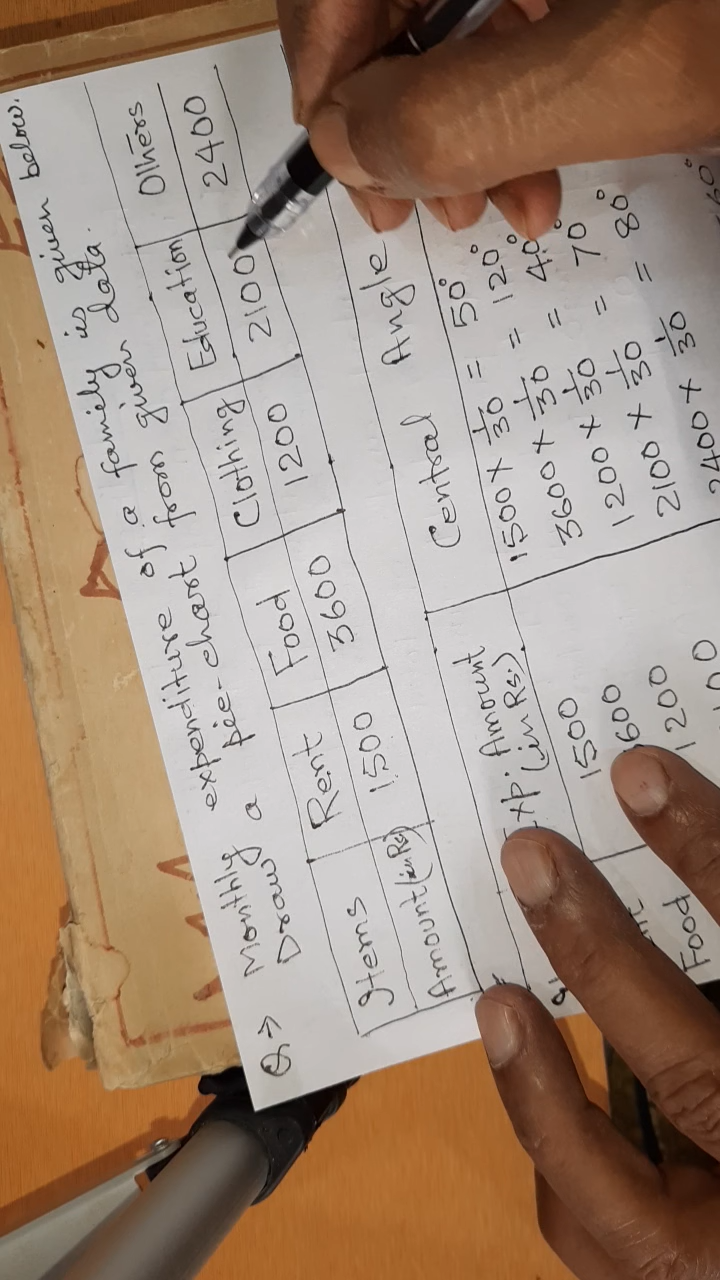 Q → Monthly expenditure of a family is given below.
Draw a pie-chart from given data.
Items Rent Food Clothing Education Others
Amount (in Rs) 1500 3600 1200 2100 2400
Exp. Amount (in Rs.) Central Angle
1500 1500 × 1/30 = 50°
3600 3600 × 1/30 = 120°
Food 1200 1200 × 1/30 = 40°
2100 × 1/30 = 70°
2400 × 1/30 = 80°